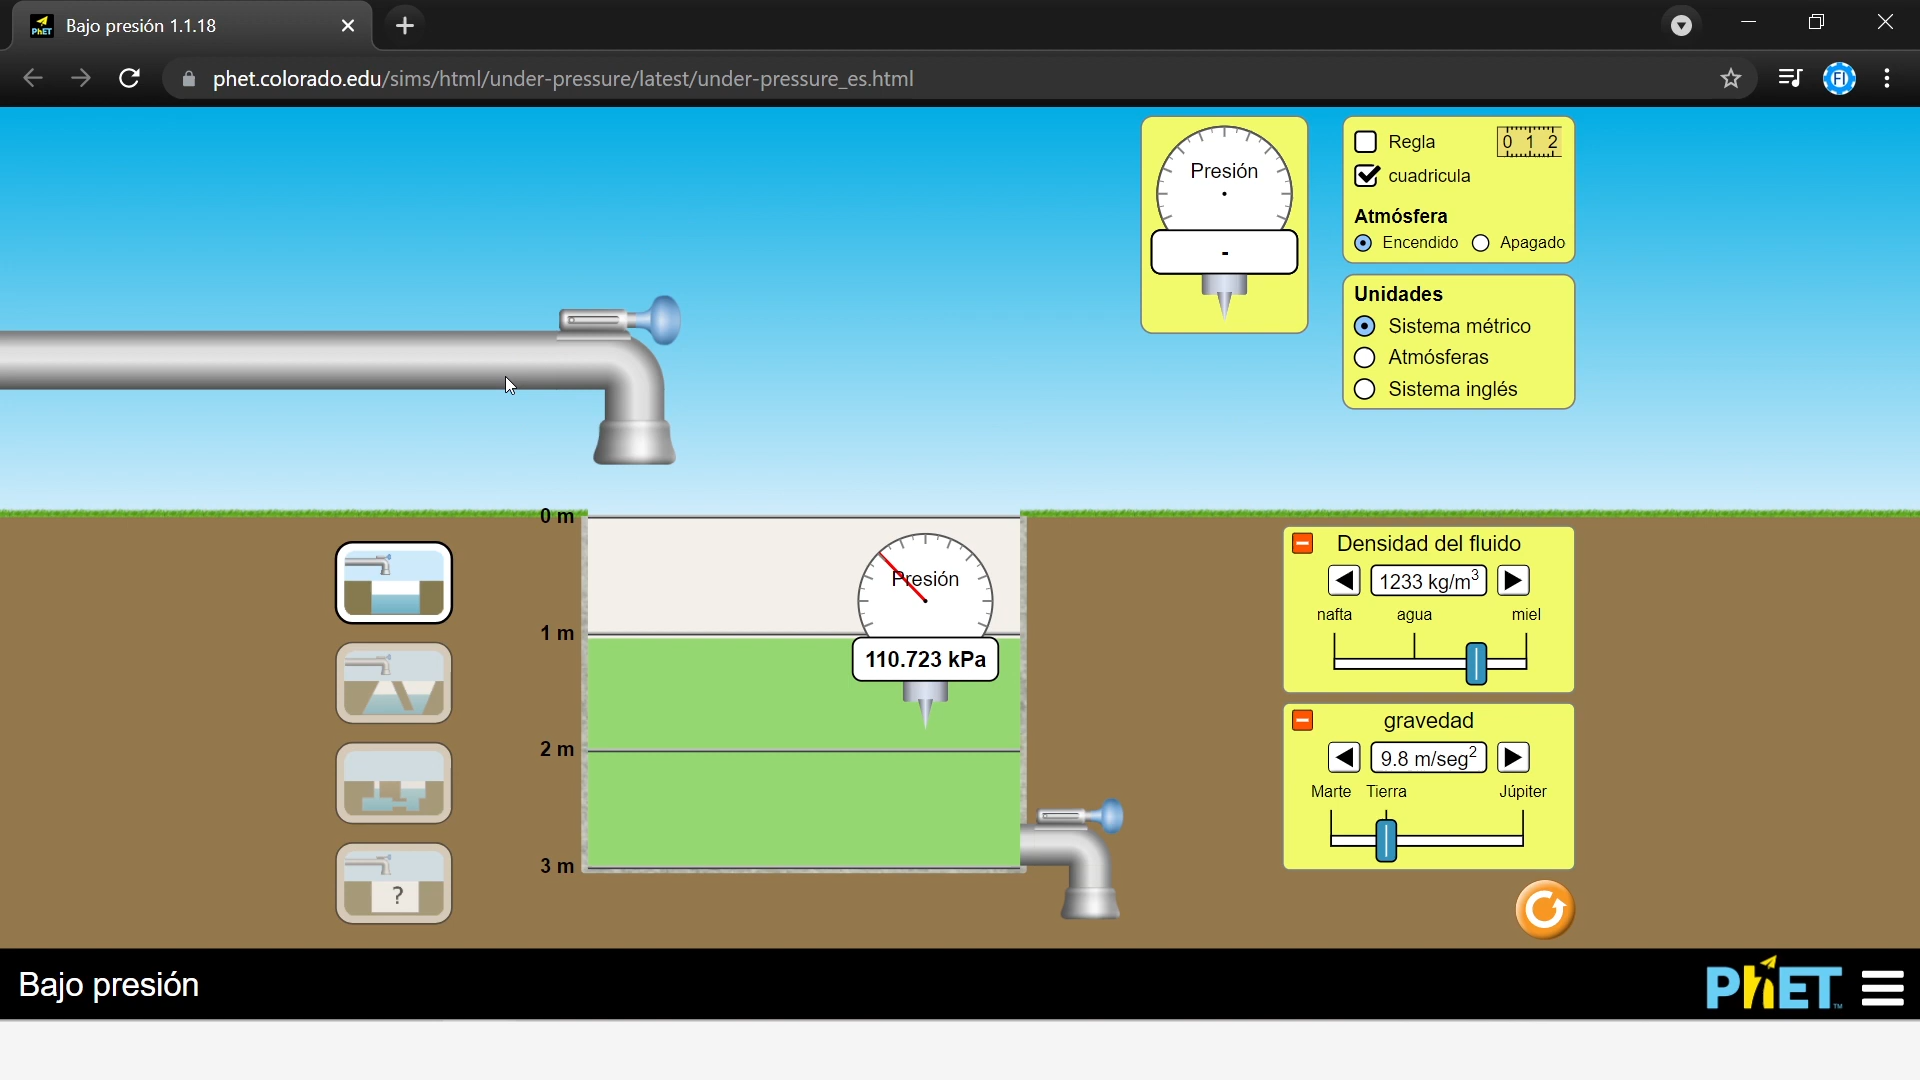 Bajo presión 1.1.18
phet.colorado.edu/sims/html/under-pressure/latest/under-pressure_es.html
Presión
-
Regla
0 1 2
cuadricula
Atmósfera
Encendido Apagado
Unidades
Sistema métrico
Atmósferas
Sistema inglés
0 m
1 m
2 m
3 m
Presión
110.723 kPa
?
Densidad del fluido
1233 kg/m³
nafta agua miel
gravedad
9.8 m/seg²
Marte Tierra Júpiter
Bajo presión
PhET™